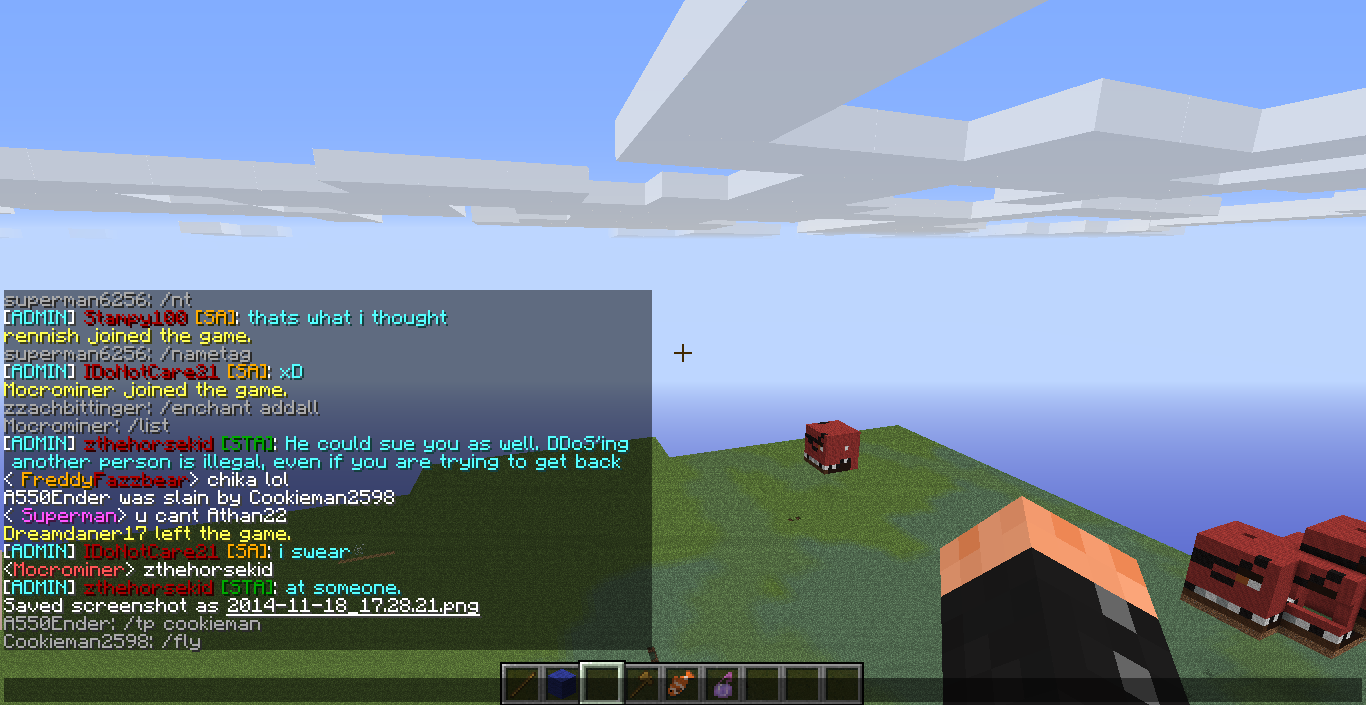 superman6256: /nt
[ADMIN] Stampy100 [SA]: thats what i thought
rennish joined the game.
superman6256: /nametag
[ADMIN] IDoNotCare21 [SA]: xD
Mocrominer joined the game.
zzachbittinger: /enchant addall
Mocrominer: /list
[ADMIN] zthehorsekid [STA]: He could sue you as well. DDoS'ing
another person is illegal, even if you are trying to get back
< FreddyFazzbear> chika lol
A550Ender was slain by Cookieman2598
< Superman> u cant Athan22
Dreamdaner17 left the game.
[ADMIN] IDoNotCare21 [SA]: i swear
<Mocrominer> zthehorsekid
[ADMIN] zthehorsekid [STA]: at someone.
Saved screenshot as 2014-11-18_17.28.21.png
A550Ender: /tp cookieman
Cookieman2598: /fly